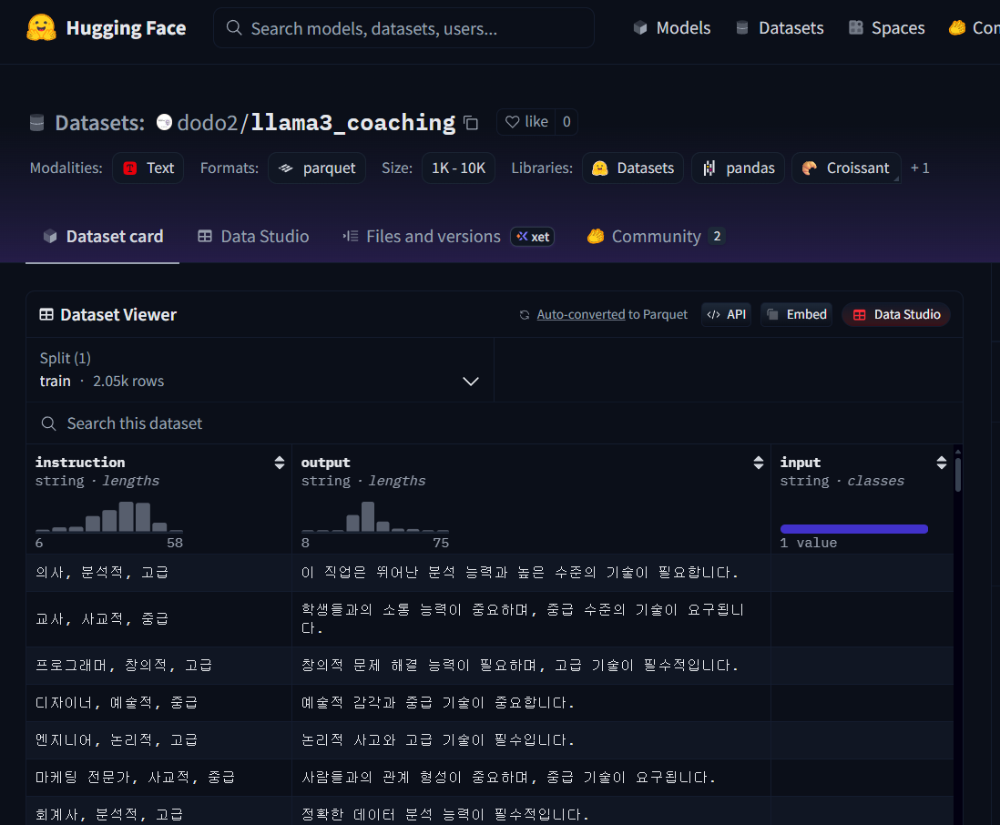 Hugging Face
Search models, datasets, users...
Models
Datasets
Spaces
Datasets:
dodo2/llama3_coaching
like
0
Modalities:
Text
Formats:
parquet
Size:
1K - 10K
Libraries:
Datasets
pandas
Croissant
+ 1
Dataset card
Data Studio
Files and versions
xet
Community
2
Dataset Viewer
Auto-converted to Parquet
</> API
Embed
Data Studio
Split (1)
train · 2.05k rows
Search this dataset
instruction
string · lengths
6
58
output
string · lengths
8
75
input
string · classes
1 value
의사, 분석적, 고급
이 직업은 뛰어난 분석 능력과 높은 수준의 기술이 필요합니다.
교사, 사교적, 중급
학생들과의 소통 능력이 중요하며, 중급 수준의 기술이 요구됩니
다.
프로그래머, 창의적, 고급
창의적 문제 해결 능력이 필요하며, 고급 기술이 필수적입니다.
디자이너, 예술적, 중급
예술적 감각과 중급 기술이 중요합니다.
엔지니어, 논리적, 고급
논리적 사고와 고급 기술이 필수입니다.
마케팅 전문가, 사교적, 중급
사람들과의 관계 형성이 중요하며, 중급 기술이 요구됩니다.
회계사, 분석적, 고급
정확한 데이터 분석 능력이 필수적입니다.